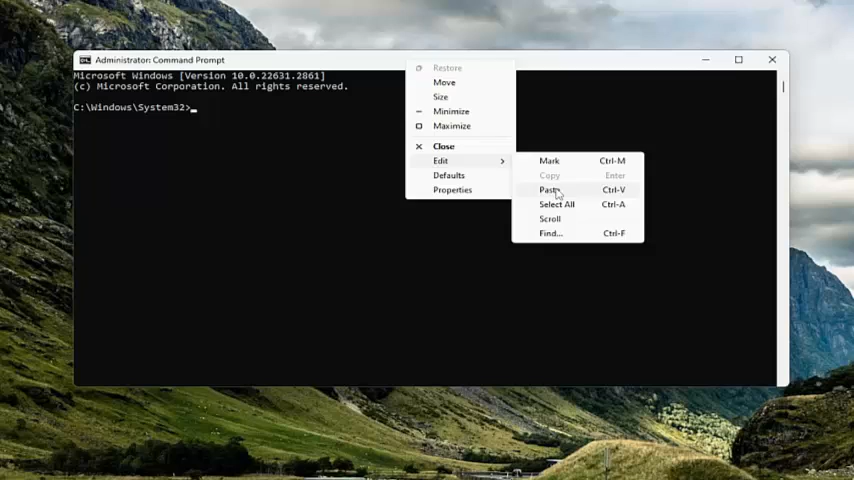 Administrator: Command Prompt
Microsoft Windows [Version 10.0.22631.2861]
(c) Microsoft Corporation. All rights reserved.
C:\Windows\System32>
Restore
Move
Size
Minimize
Maximize
Close
Edit
Defaults
Properties
Mark Ctrl-M
Copy Enter
Paste Ctrl-V
Select All Ctrl-A
Scroll
Find... Ctrl-F